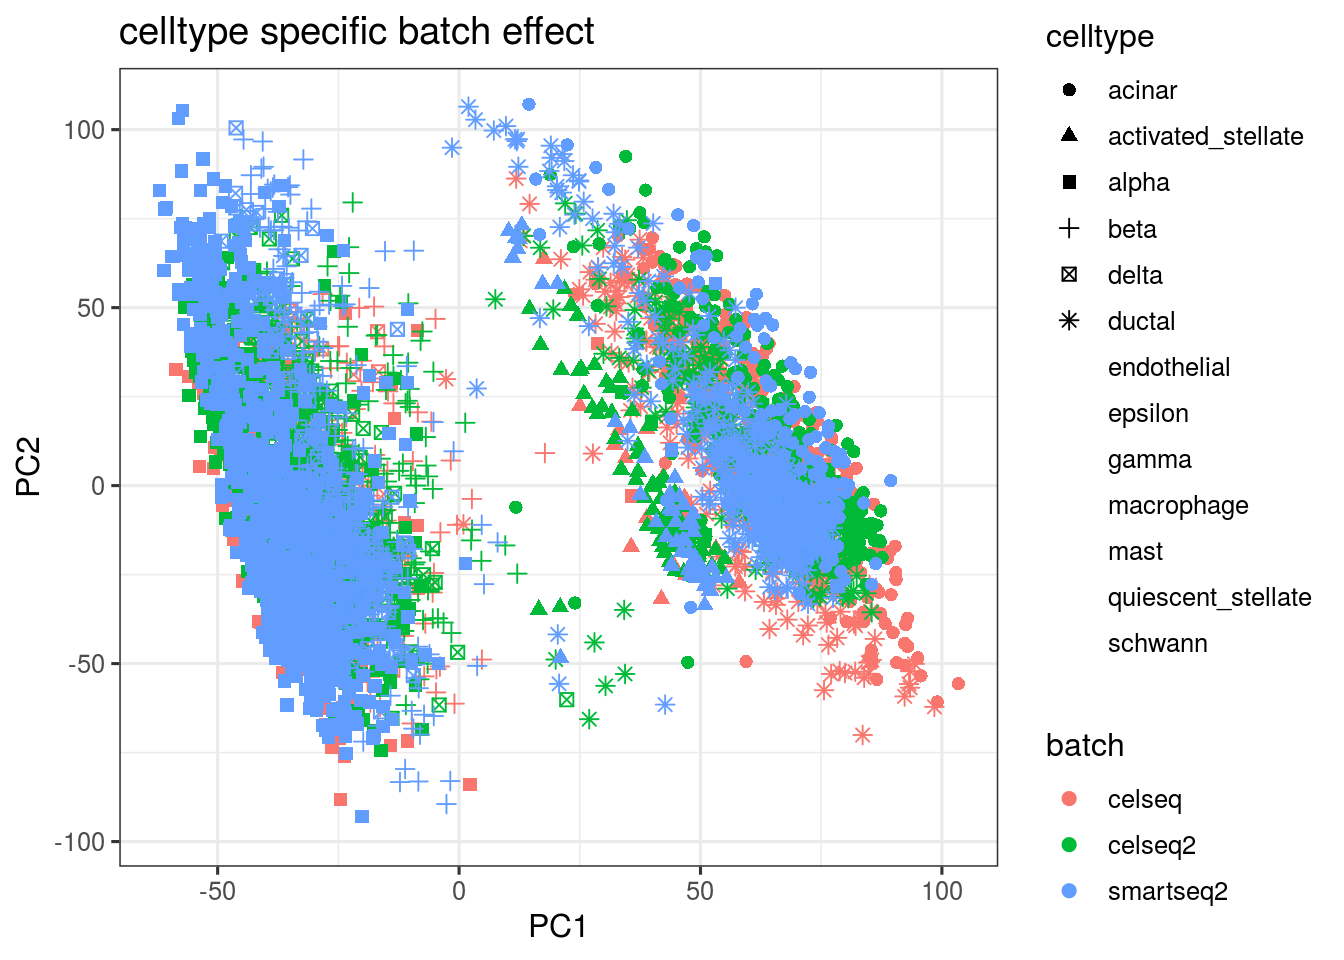 celltype specific batch effect
100
50
0
-50
-100
PC2
-50
0
50
100
PC1
celltype
acinar
activated_stellate
alpha
beta
delta
ductal
endothelial
epsilon
gamma
macrophage
mast
quiescent_stellate
schwann
batch
celseq
celseq2
smartseq2